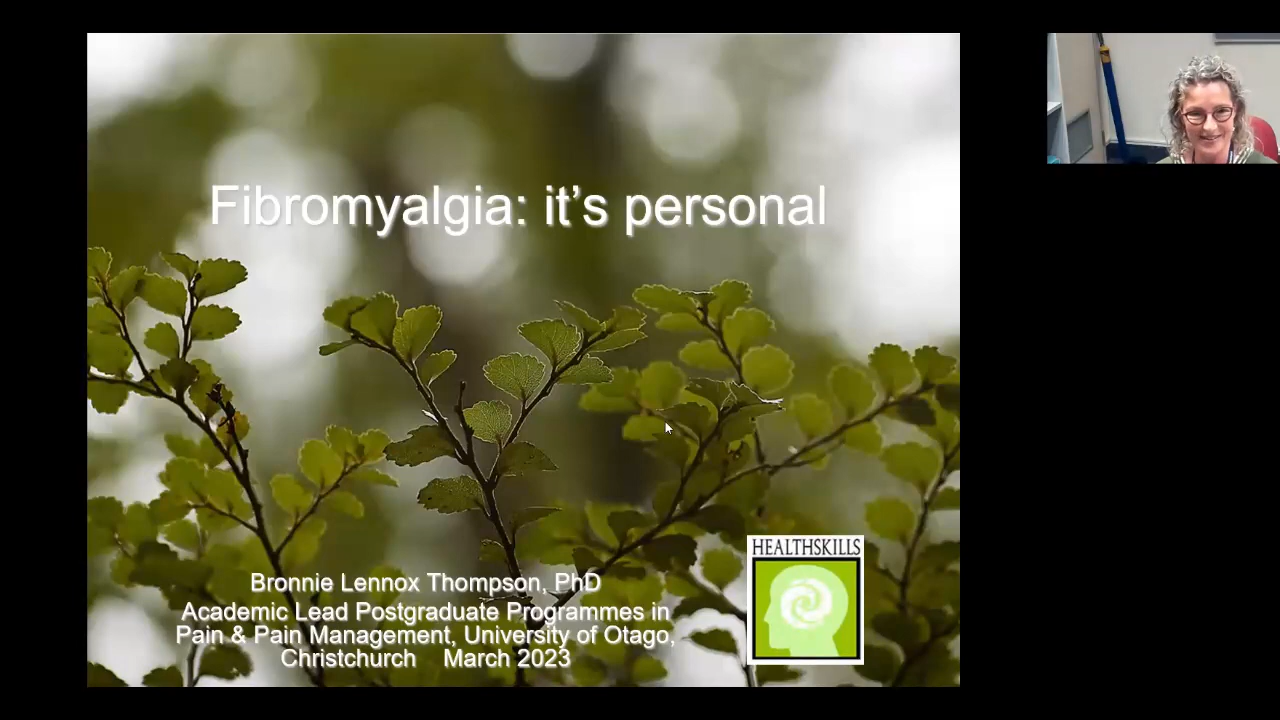 Fibromyalgia: it’s personal
Bronnie Lennox Thompson, PhD
Academic Lead Postgraduate Programmes in
Pain & Pain Management, University of Otago,
Christchurch March 2023
HEALTHSKILLS